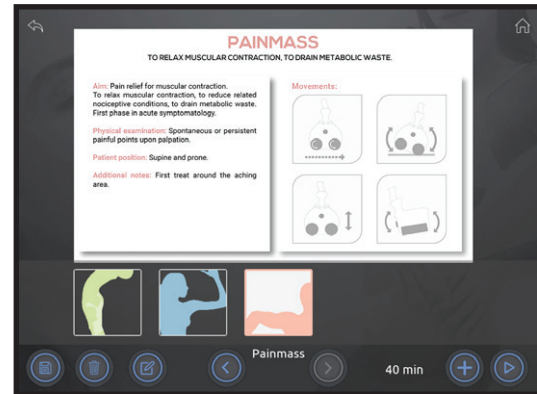 PAINMASS
TO RELAX MUSCULAR CONTRACTION, TO DRAIN METABOLIC WASTE.
Aim: Pain relief for muscular contraction.
To relax muscular contraction, to reduce related
nociceptive conditions, to drain metabolic waste.
First phase in acute symptomatology.
Physical examination: Spontaneous or persistent
painful points upon palpation.
Patient position: Supine and prone.
Additional notes: First treat around the aching
area.
Movements:
Painmass
40 min